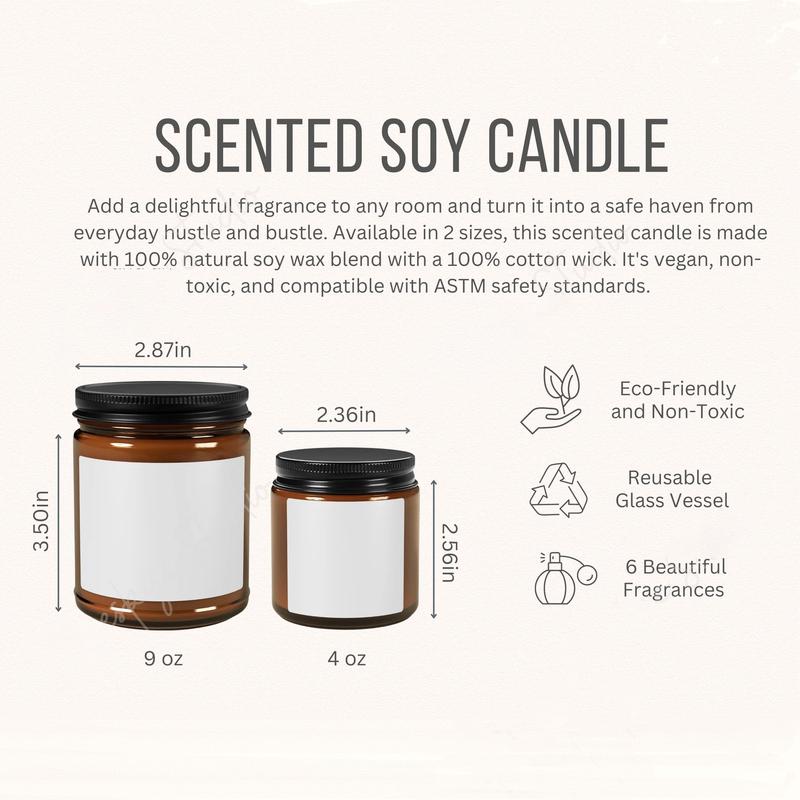 SCENTED SOY CANDLE
Add a delightful fragrance to any room and turn it into a safe haven from
everyday hustle and bustle. Available in 2 sizes, this scented candle is made
with 100% natural soy wax blend with a 100% cotton wick. It's vegan, non-
toxic, and compatible with ASTM safety standards.
2.87in
2.36in
3.50in
2.56in
9 oz
4 oz
Eco-Friendly
and Non-Toxic
Reusable
Glass Vessel
6 Beautiful
Fragrances